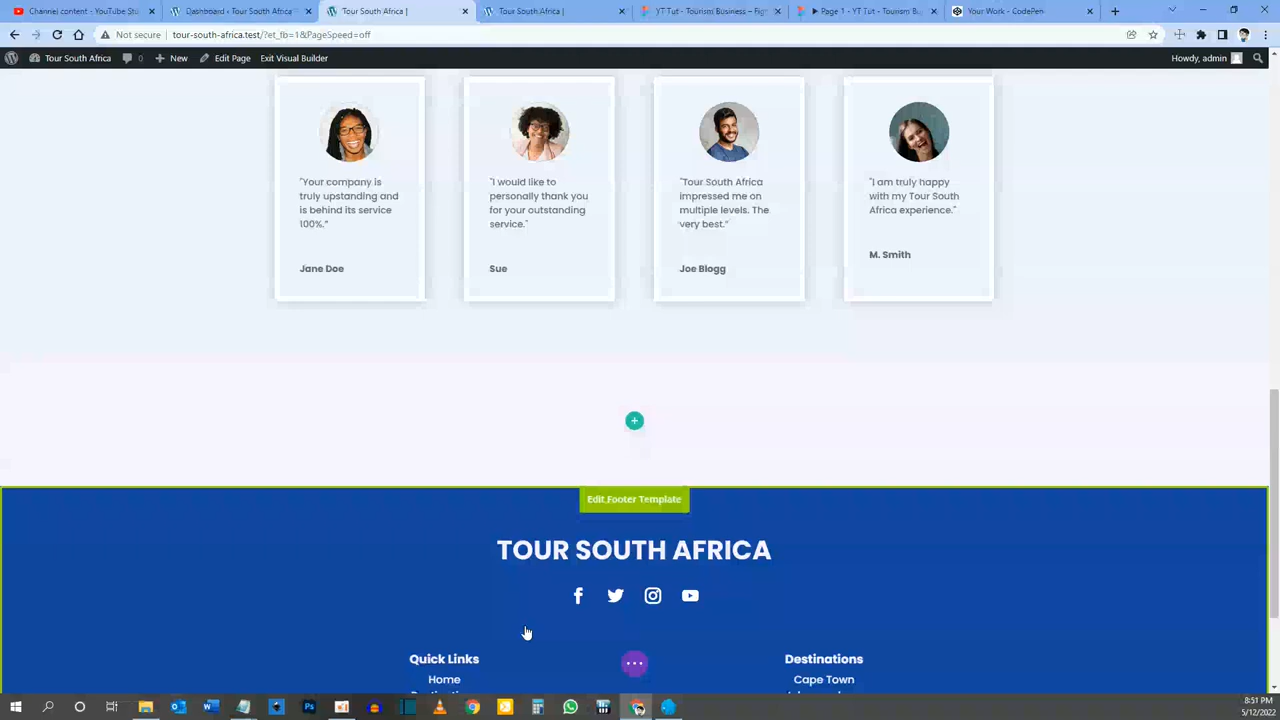 Channel content - YouTube Stu
Dashboard ‹ Tour South Africa
Tour South Africa |
Tour South Africa |
YT Tut - Tourism Business – Fig
Page 1 - YT Tut - Tourism Bu
Your Work - CodePen
Not secure | tour-south-africa.test/?et_fb=1&PageSpeed=off
Tour South Africa
0
New
Edit Page
Exit Visual Builder
Howdy, admin
"Your company is
truly upstanding and
is behind its service
100%."
Jane Doe
"I would like to
personally thank you
for your outstanding
service."
Sue
"Tour South Africa
impressed me on
multiple levels. The
very best."
Joe Blogg
"I am truly happy
with my Tour South
Africa experience."
M. Smith
Edit Footer Template
TOUR SOUTH AFRICA
Quick Links
Home
Destinations
Destinations
Cape Town
8:51 PM
5/12/2022